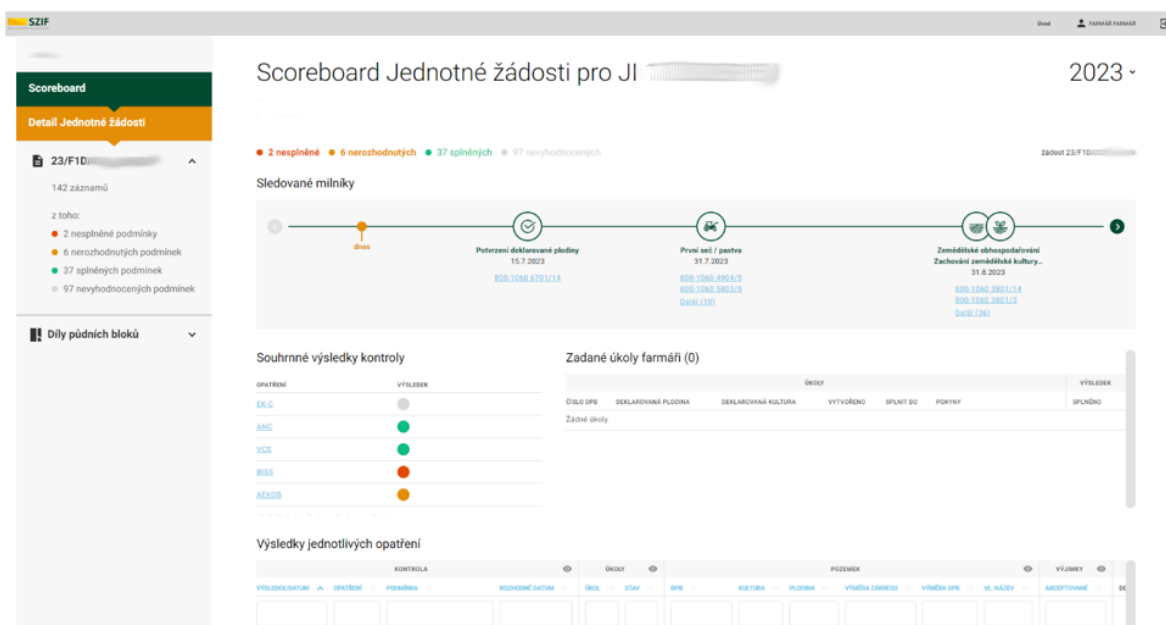 SZIF
Úvod
FARMÁŘ FARMÁŘ
Scoreboard
Detail Jednotné žádosti
23/F1D
142 záznamů
z toho:
2 nesplněné podmínky
6 nerozhodnutých podmínek
37 splněných podmínek
97 nevyhodnocených podmínek
Díly půdních bloků
Scoreboard Jednotné žádosti pro JI
2023
2 nesplněné 6 nerozhodnutých 37 splněných 97 nevyhodnocených
žádost 23/F1D
Sledované milníky
dnes
Potvrzení deklarované plodiny
15.7.2023
800-1060 6701/14
První seč / pastva
31.7.2023
800-1060 4904/5
800-1060 5803/5
Další (10)
Zemědělské obhospodařování
Zachování zemědělské kultury...
31.8.2023
800-1060 3801/14
800-1060 3801/3
Další (36)
Souhrnné výsledky kontroly
OPATŘENÍ VÝSLEDEK
EK-C
ANC
VCS
BISS
AEKOB
Zadané úkoly farmáři (0)
ÚKOLY VÝSLEDEK
ČÍSLO DPB DEKLAROVANÁ PLODINA DEKLAROVANÁ KULTURA VYTVOŘENO SPLNIT DO POKYNY SPLNĚNO
Žádné úkoly
Výsledky jednotlivých opatření
KONTROLA ÚKOLY POZEMEK VÝJIMKY
VÝSLEDEK/DATUM OPATŘENÍ PODMÍNKA ROZHODNÉ DATUM ÚKOL STAV DPB KULTURA PLODINA VÝMĚRA ZÁKRESU VÝMĚRA DPB VL. NÁZEV AKCEPTOVANÉ